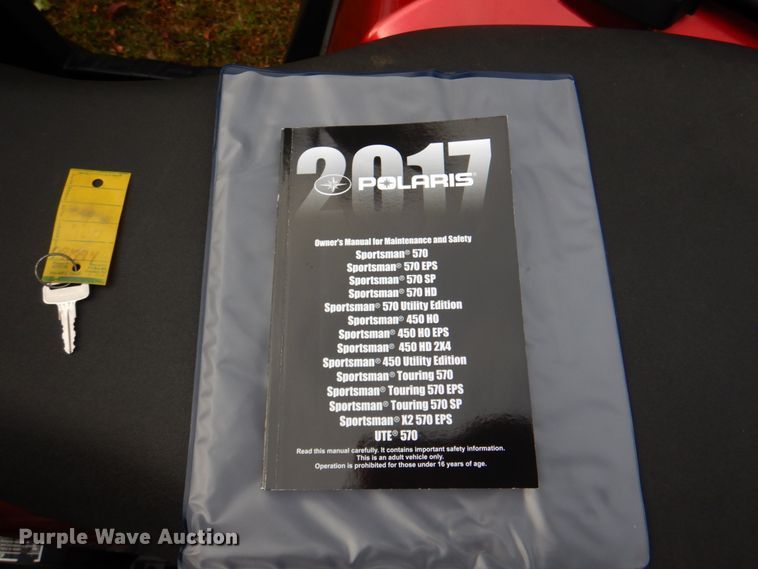 2017
POLARIS®
Owner's Manual for Maintenance and Safety
Sportsman® 570
Sportsman® 570 EPS
Sportsman® 570 SP
Sportsman® 570 HD
Sportsman® 570 Utility Edition
Sportsman® 450 HO
Sportsman® 450 HO EPS
Sportsman® 450 HD 2X4
Sportsman® 450 Utility Edition
Sportsman® Touring 570
Sportsman® Touring 570 EPS
Sportsman® Touring 570 SP
Sportsman® X2 570 EPS
UTE® 570
Read this manual carefully. It contains important safety information.
This is an adult vehicle only.
Operation is prohibited for those under 16 years of age.
Purple Wave Auction®